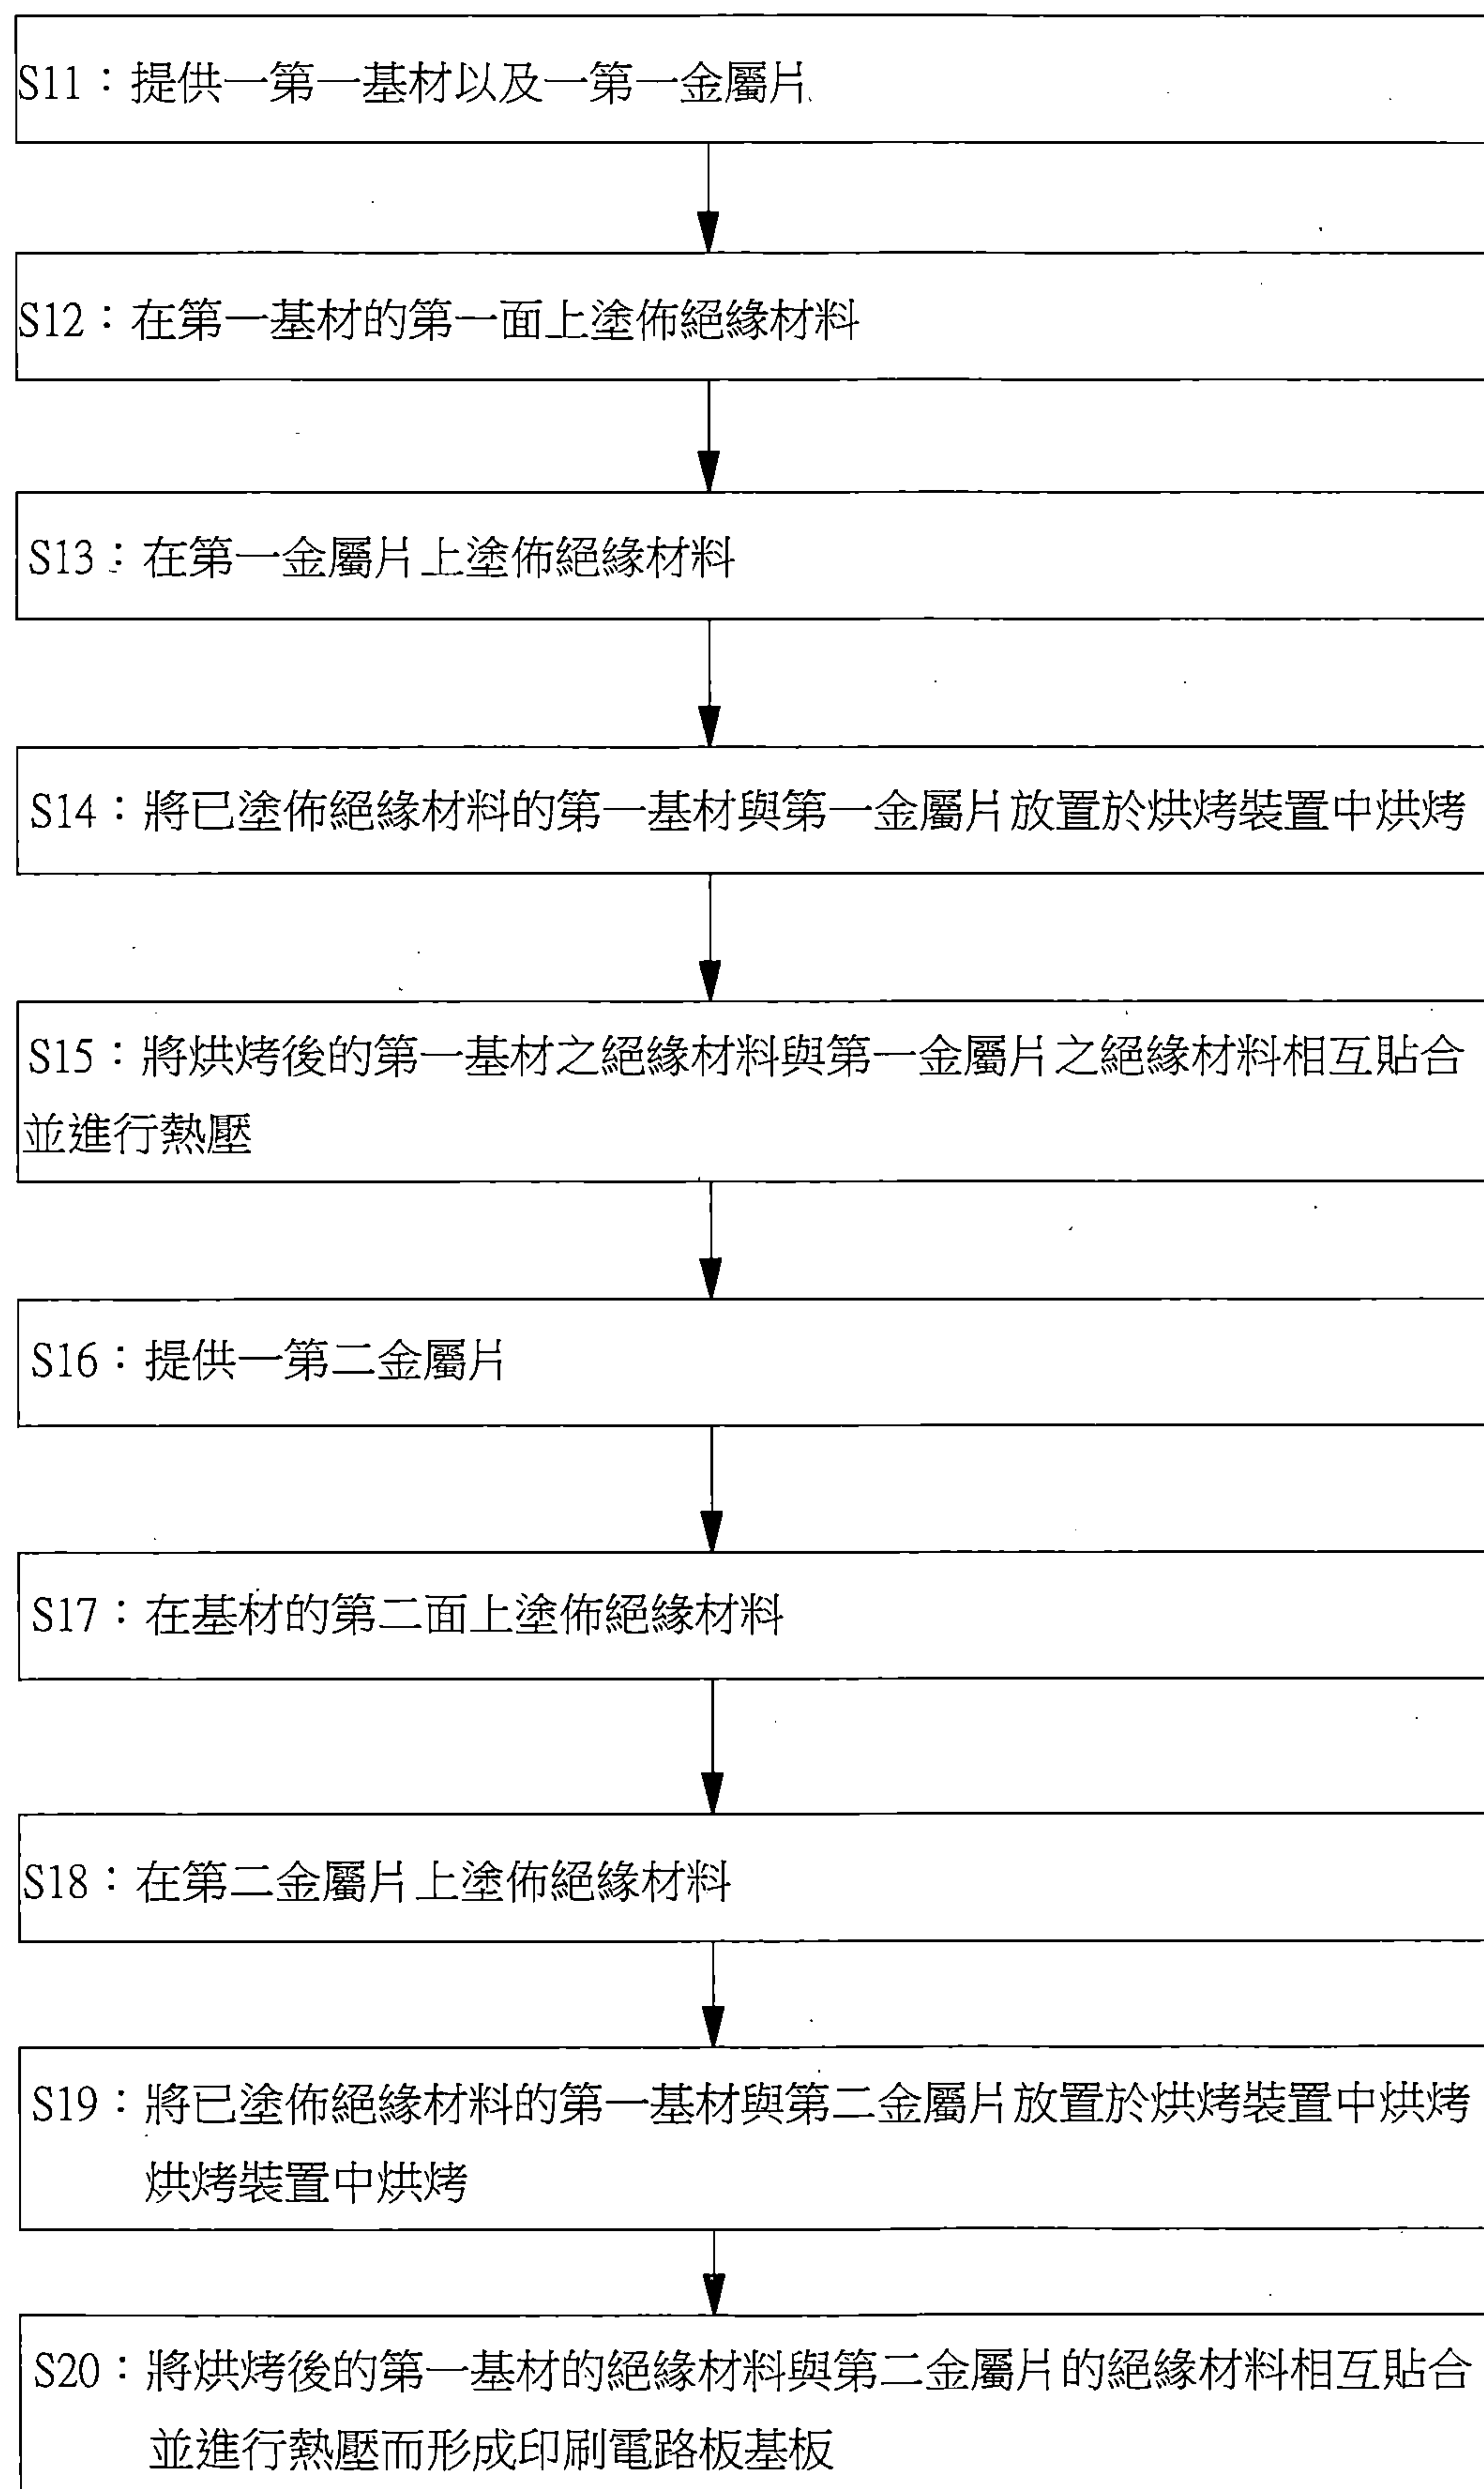 S11：提供一第一基材以及一第一金屬片
S12：在第一基材的第一面上塗佈絕緣材料
S13：在第一金屬片上塗佈絕緣材料
S14：將已塗佈絕緣材料的第一基材與第一金屬片放置於烘烤裝置中烘烤
S15：將烘烤後的第一基材之絕緣材料與第一金屬片之絕緣材料相互貼合
並進行熱壓
S16：提供一第二金屬片
S17：在基材的第二面上塗佈絕緣材料
S18：在第二金屬片上塗佈絕緣材料
S19：將已塗佈絕緣材料的第一基材與第二金屬片放置於烘烤裝置中烘烤
烘烤裝置中烘烤
S20：將烘烤後的第一基材的絕緣材料與第二金屬片的絕緣材料相互貼合
並進行熱壓而形成印刷電路板基板